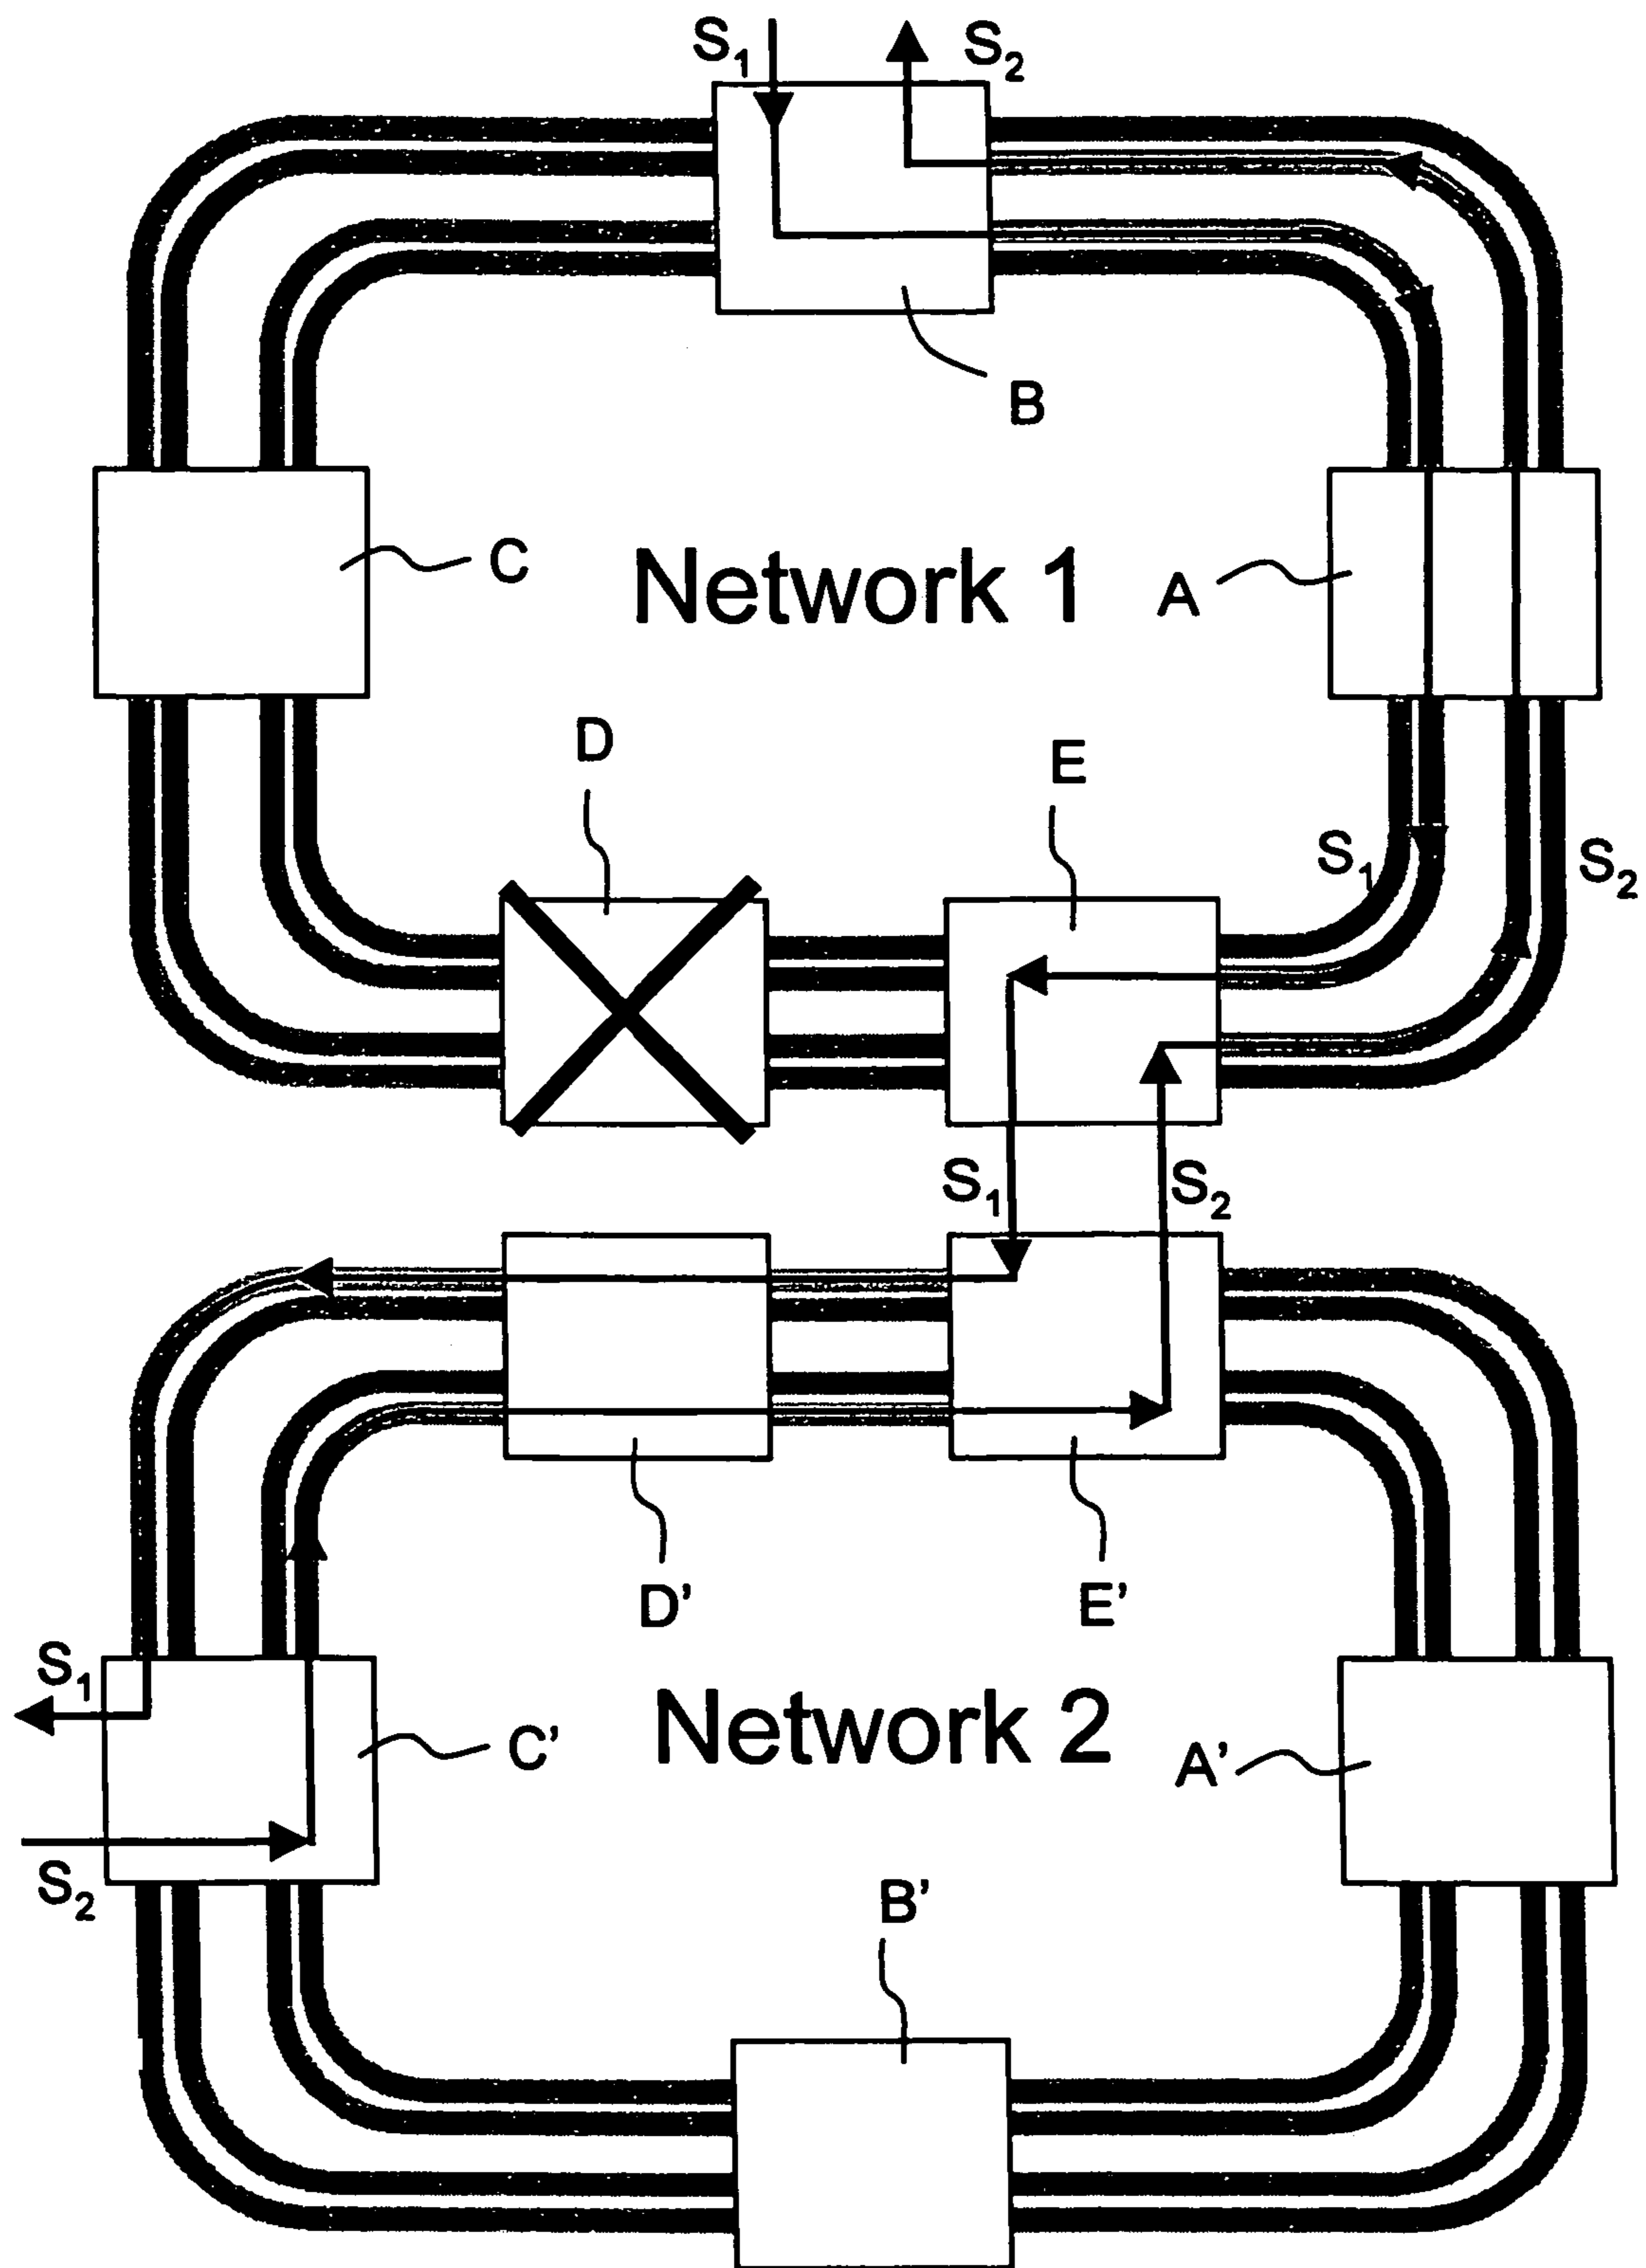 S₁
S₂
B
C
Network 1
A
D
E
S₁
S₂
S₁
S₂
D'
E'
S₁
C'
Network 2
A'
S₂
B'